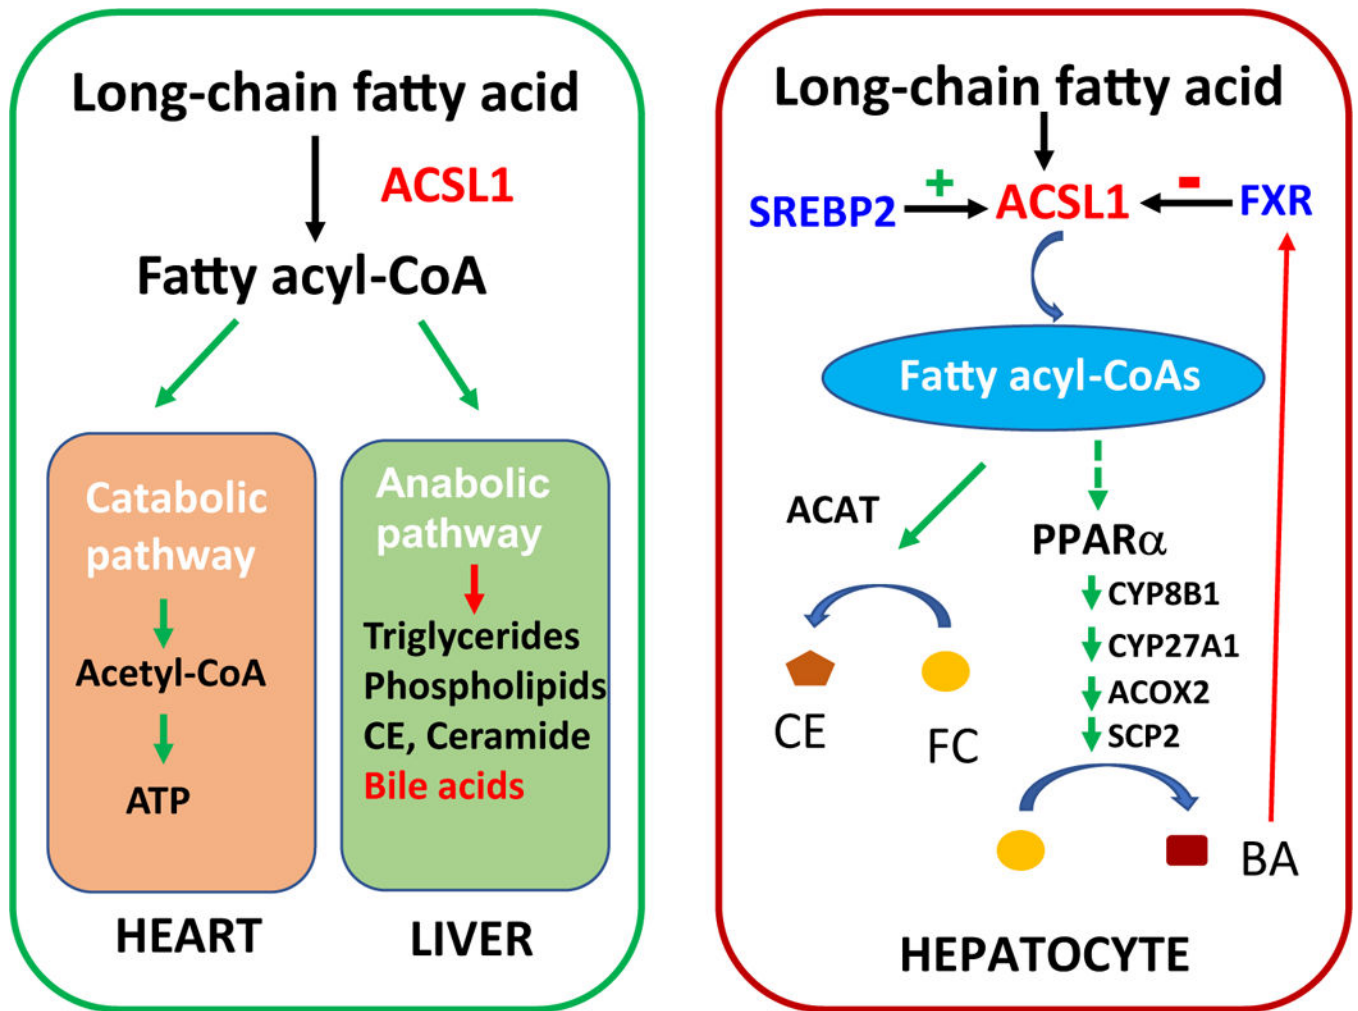 Long-chain fatty acid
ACSL1
Fatty acyl-CoA
Catabolic
pathway
Acetyl-CoA
ATP
HEART
Anabolic
pathway
Triglycerides
Phospholipids
CE, Ceramide
Bile acids
LIVER
Long-chain fatty acid
+
-
SREBP2
ACSL1
FXR
Fatty acyl-CoAs
ACAT
PPARα
CYP8B1
CYP27A1
ACOX2
SCP2
CE
FC
BA
HEPATOCYTE